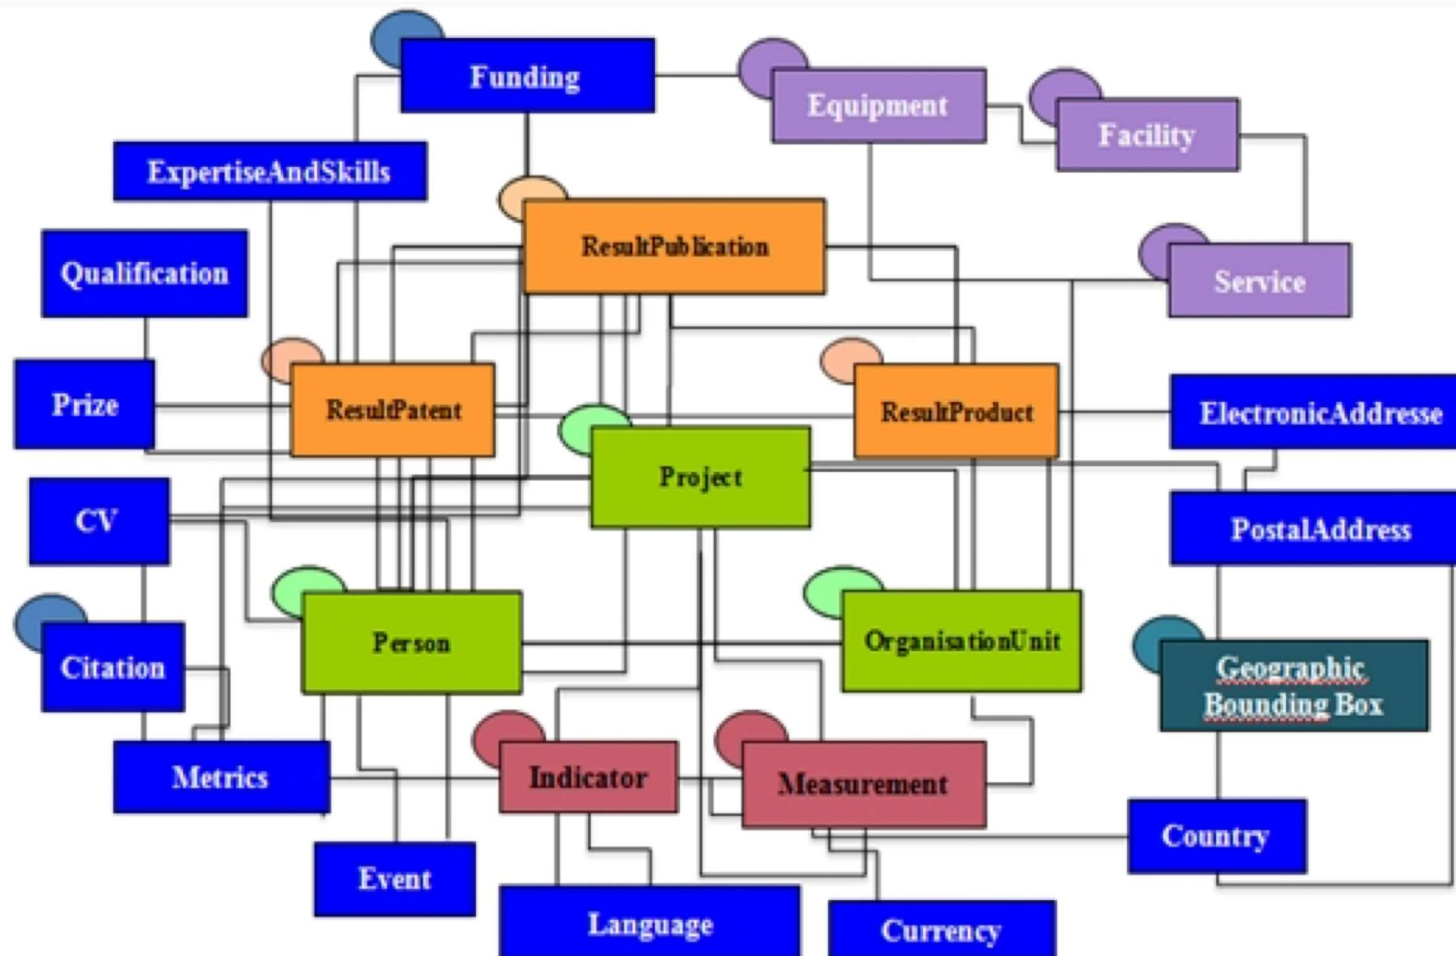 Funding
Equipment
Facility
ExpertiseAndSkills
ResultPublication
Qualification
Service
Prize
ResultPatent
ResultProduct
ElectronicAddresse
Project
CV
PostalAddress
Person
OrganisationUnit
Citation
Geographic
Bounding Box
Metrics
Indicator
Measurement
Country
Event
Language
Currency